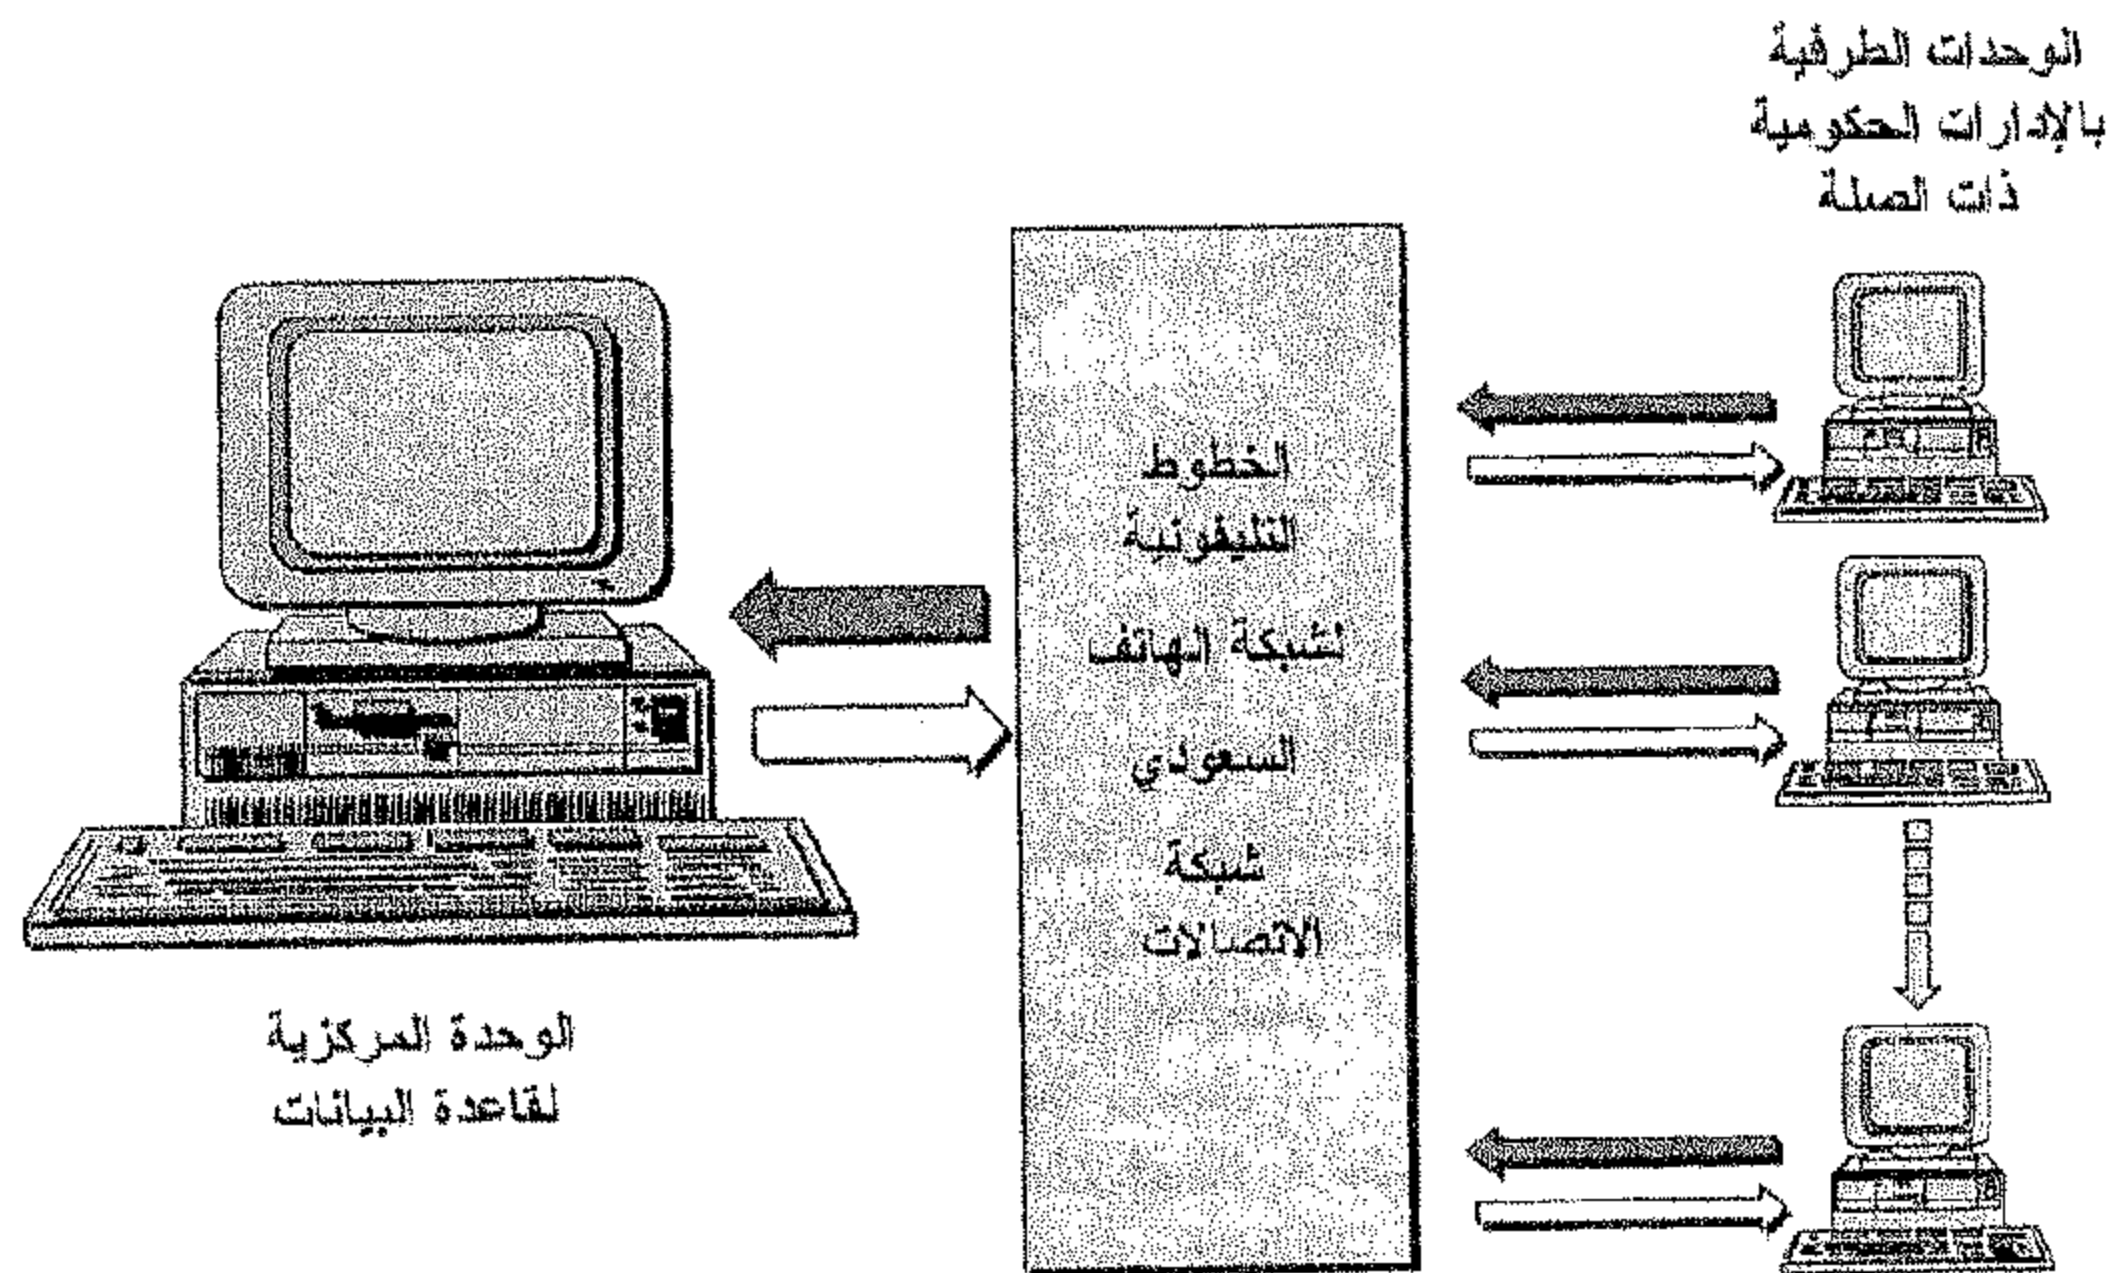 الوحدات الطرفية
بالإدارات الحكومية
ذات الصلة
الخطوط
التليفونية
لشبكة الهاتف
السعودي
شبكة
الاتصالات
الوحدة المركزية
لقاعدة البيانات